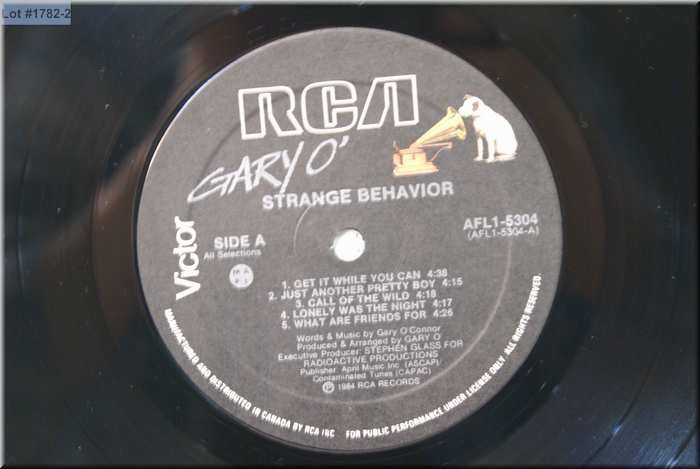 Lot #1782-2
RCA
GARY O'
STRANGE BEHAVIOR
Victor
SIDE A
All Selections
AFL1-5304
(AFL1-5304-A)
1. GET IT WHILE YOU CAN 4:38
2. JUST ANOTHER PRETTY BOY 4:15
3. CALL OF THE WILD 4:18
4. LONELY WAS THE NIGHT 4:17
5. WHAT ARE FRIENDS FOR 4:26
Words & Music by Gary O'Connor
Produced & Arranged by GARY O'
Executive Producer: STEPHEN GLASS FOR
RADIOACTIVE PRODUCTIONS
Publisher: April Music Inc (ASCAP)/
Contaminated Tunes (CAPAC)
Ⓟ 1984 RCA RECORDS
MANUFACTURED AND DISTRIBUTED IN CANADA BY RCA INC FOR PUBLIC PERFORMANCE UNDER LICENSE ONLY ALL RIGHTS RESERVED.